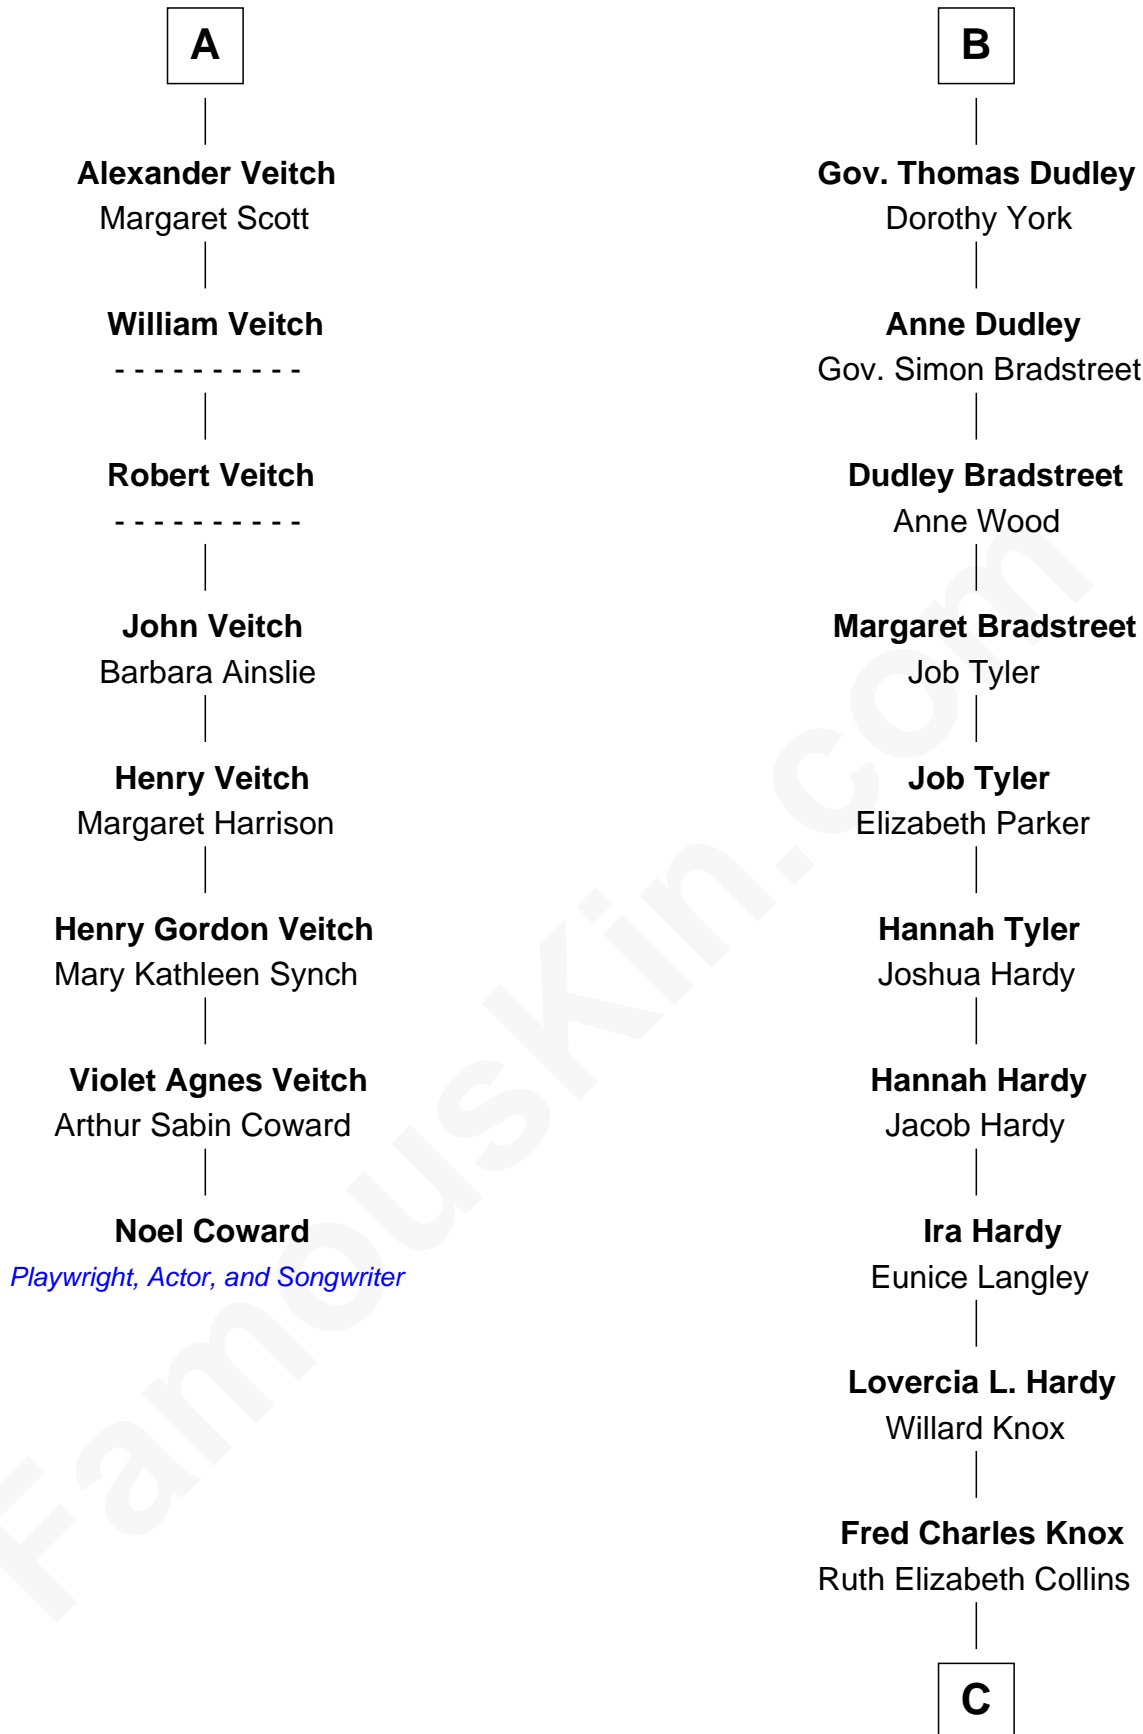 A
Alexander Veitch
Margaret Scott
William Veitch
- - - - - - - - - -
Robert Veitch
- - - - - - - - - -
John Veitch
Barbara Ainslie
Henry Veitch
Margaret Harrison
Henry Gordon Veitch
Mary Kathleen Synch
Violet Agnes Veitch
Arthur Sabin Coward
Noel Coward
Playwright, Actor, and Songwriter
B
Gov. Thomas Dudley
Dorothy York
Anne Dudley
Gov. Simon Bradstreet
Dudley Bradstreet
Anne Wood
Margaret Bradstreet
Job Tyler
Job Tyler
Elizabeth Parker
Hannah Tyler
Joshua Hardy
Hannah Hardy
Jacob Hardy
Ira Hardy
Eunice Langley
Lovercia L. Hardy
Willard Knox
Fred Charles Knox
Ruth Elizabeth Collins
C
FamousKin.com